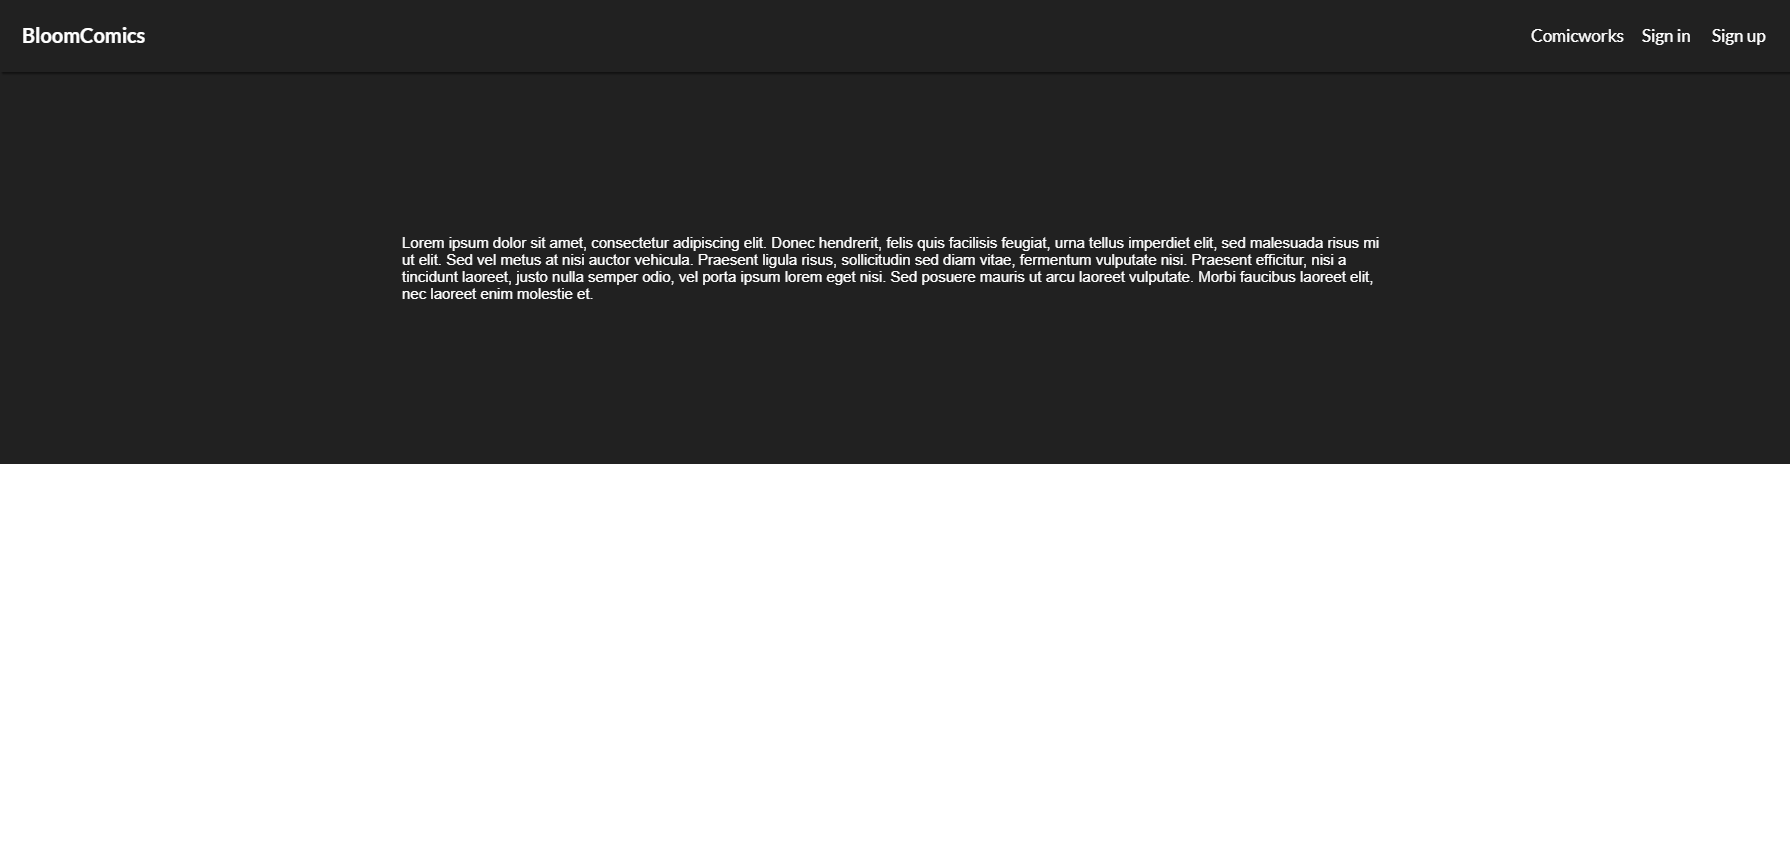 BloomComics
Comicworks Sign in Sign up
Lorem ipsum dolor sit amet, consectetur adipiscing elit. Donec hendrerit, felis quis facilisis feugiat, urna tellus imperdiet elit, sed malesuada risus mi
ut elit. Sed vel metus at nisi auctor vehicula. Praesent ligula risus, sollicitudin sed diam vitae, fermentum vulputate nisi. Praesent efficitur, nisi a
tincidunt laoreet, justo nulla semper odio, vel porta ipsum lorem eget nisi. Sed posuere mauris ut arcu laoreet vulputate. Morbi faucibus laoreet elit,
nec laoreet enim molestie et.